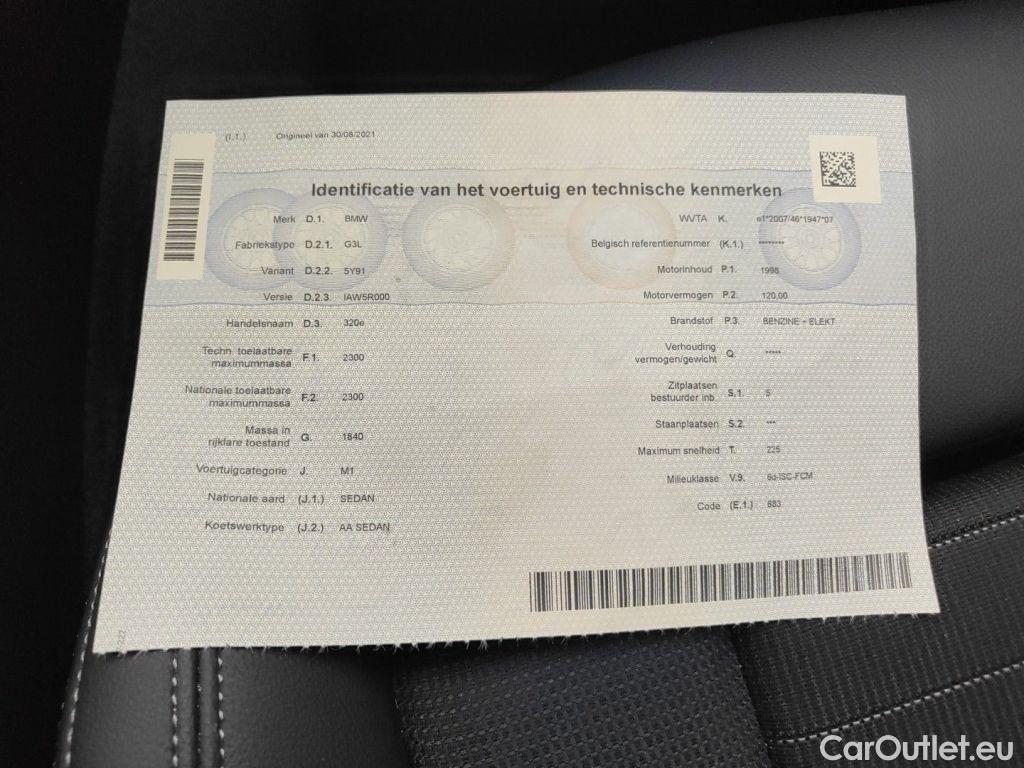 (I.1.) Origineel van 30/08/2021
Identificatie van het voertuig en technische kenmerken
Merk D.1. BMW
Fabriekstype D.2.1. G3L
Variant D.2.2. 5Y91
Versie D.2.3. IAW5R000
Handelsnaam D.3. 320e
Techn. toelaatbare
maximummassa F.1. 2300
Nationale toelaatbare
maximummassa F.2. 2300
Massa in
rijklare toestand G. 1840
Voertuigcategorie J. M1
Nationale aard (J.1.) SEDAN
Koetswerktype (J.2.) AA SEDAN
WVTA K. e1*2007/46*1947*07
Belgisch referentienummer (K.1.) ********
Motorinhoud P.1. 1998
Motorvermogen P.2. 120,00
Brandstof P.3. BENZINE + ELEKT
Verhouding
vermogen/gewicht Q. *****
Zitplaatsen
bestuurder inb. S.1. 5
Staanplaatsen S.2. ***
Maximum snelheid T. 225
Milieuklasse V.9. 6d-ISC-FCM
Code (E.1.) 683
CarOutlet.eu